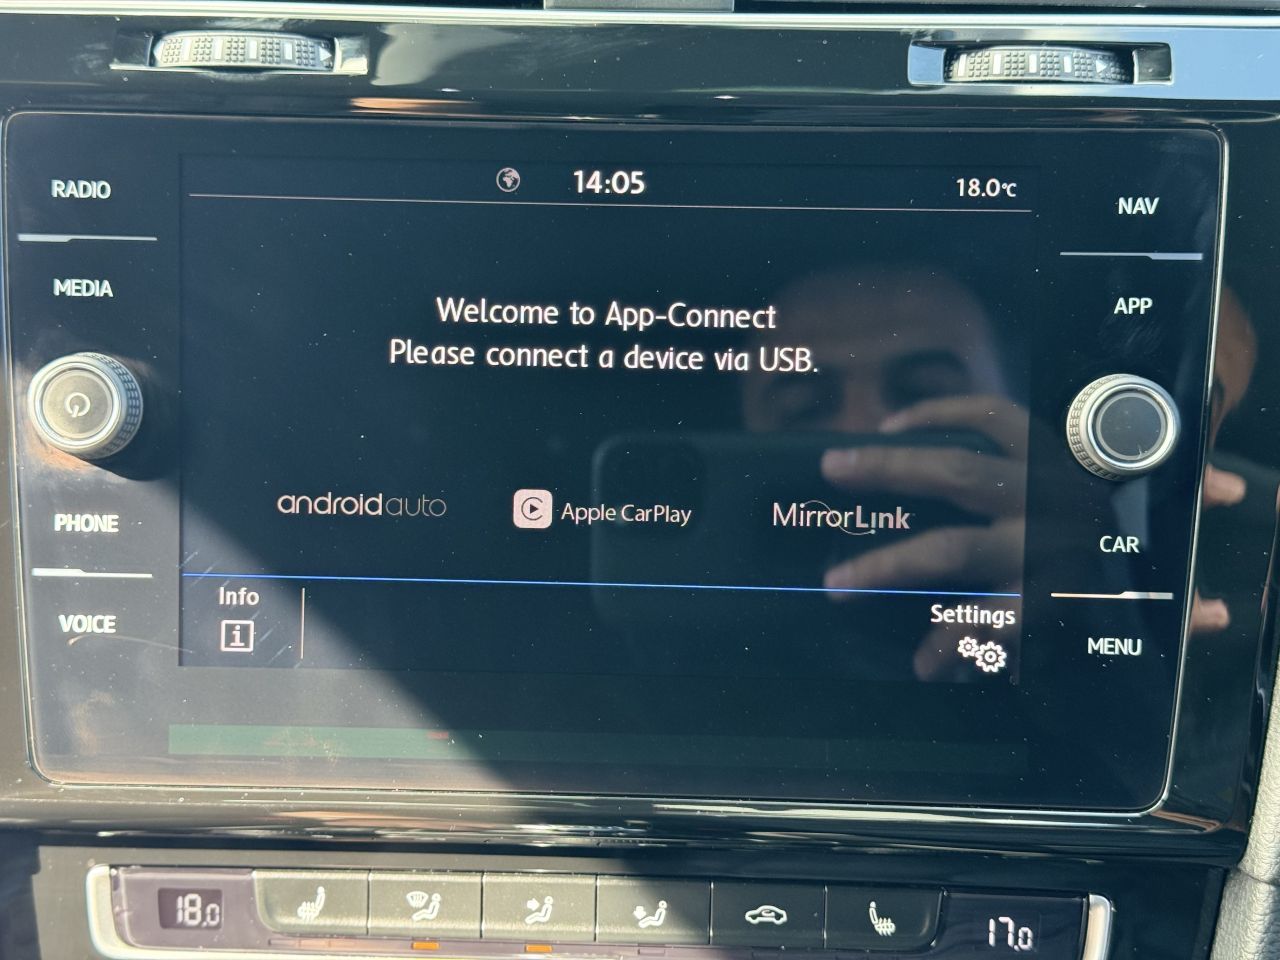 RADIO
MEDIA
PHONE
VOICE
14:05
18.0°C
Welcome to App-Connect
Please connect a device via USB.
androidauto
Apple CarPlay
MirrorLink
Info
Settings
NAV
APP
CAR
MENU
18.0
17.0